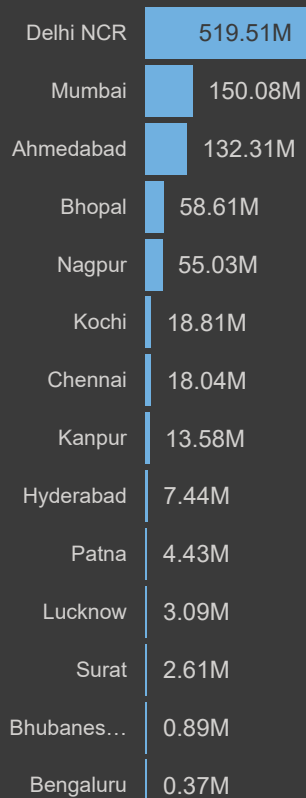 Delhi NCR 519.51M
Mumbai 150.08M
Ahmedabad 132.31M
Bhopal 58.61M
Nagpur 55.03M
Kochi 18.81M
Chennai 18.04M
Kanpur 13.58M
Hyderabad 7.44M
Patna 4.43M
Lucknow 3.09M
Surat 2.61M
Bhubanes... 0.89M
Bengaluru 0.37M